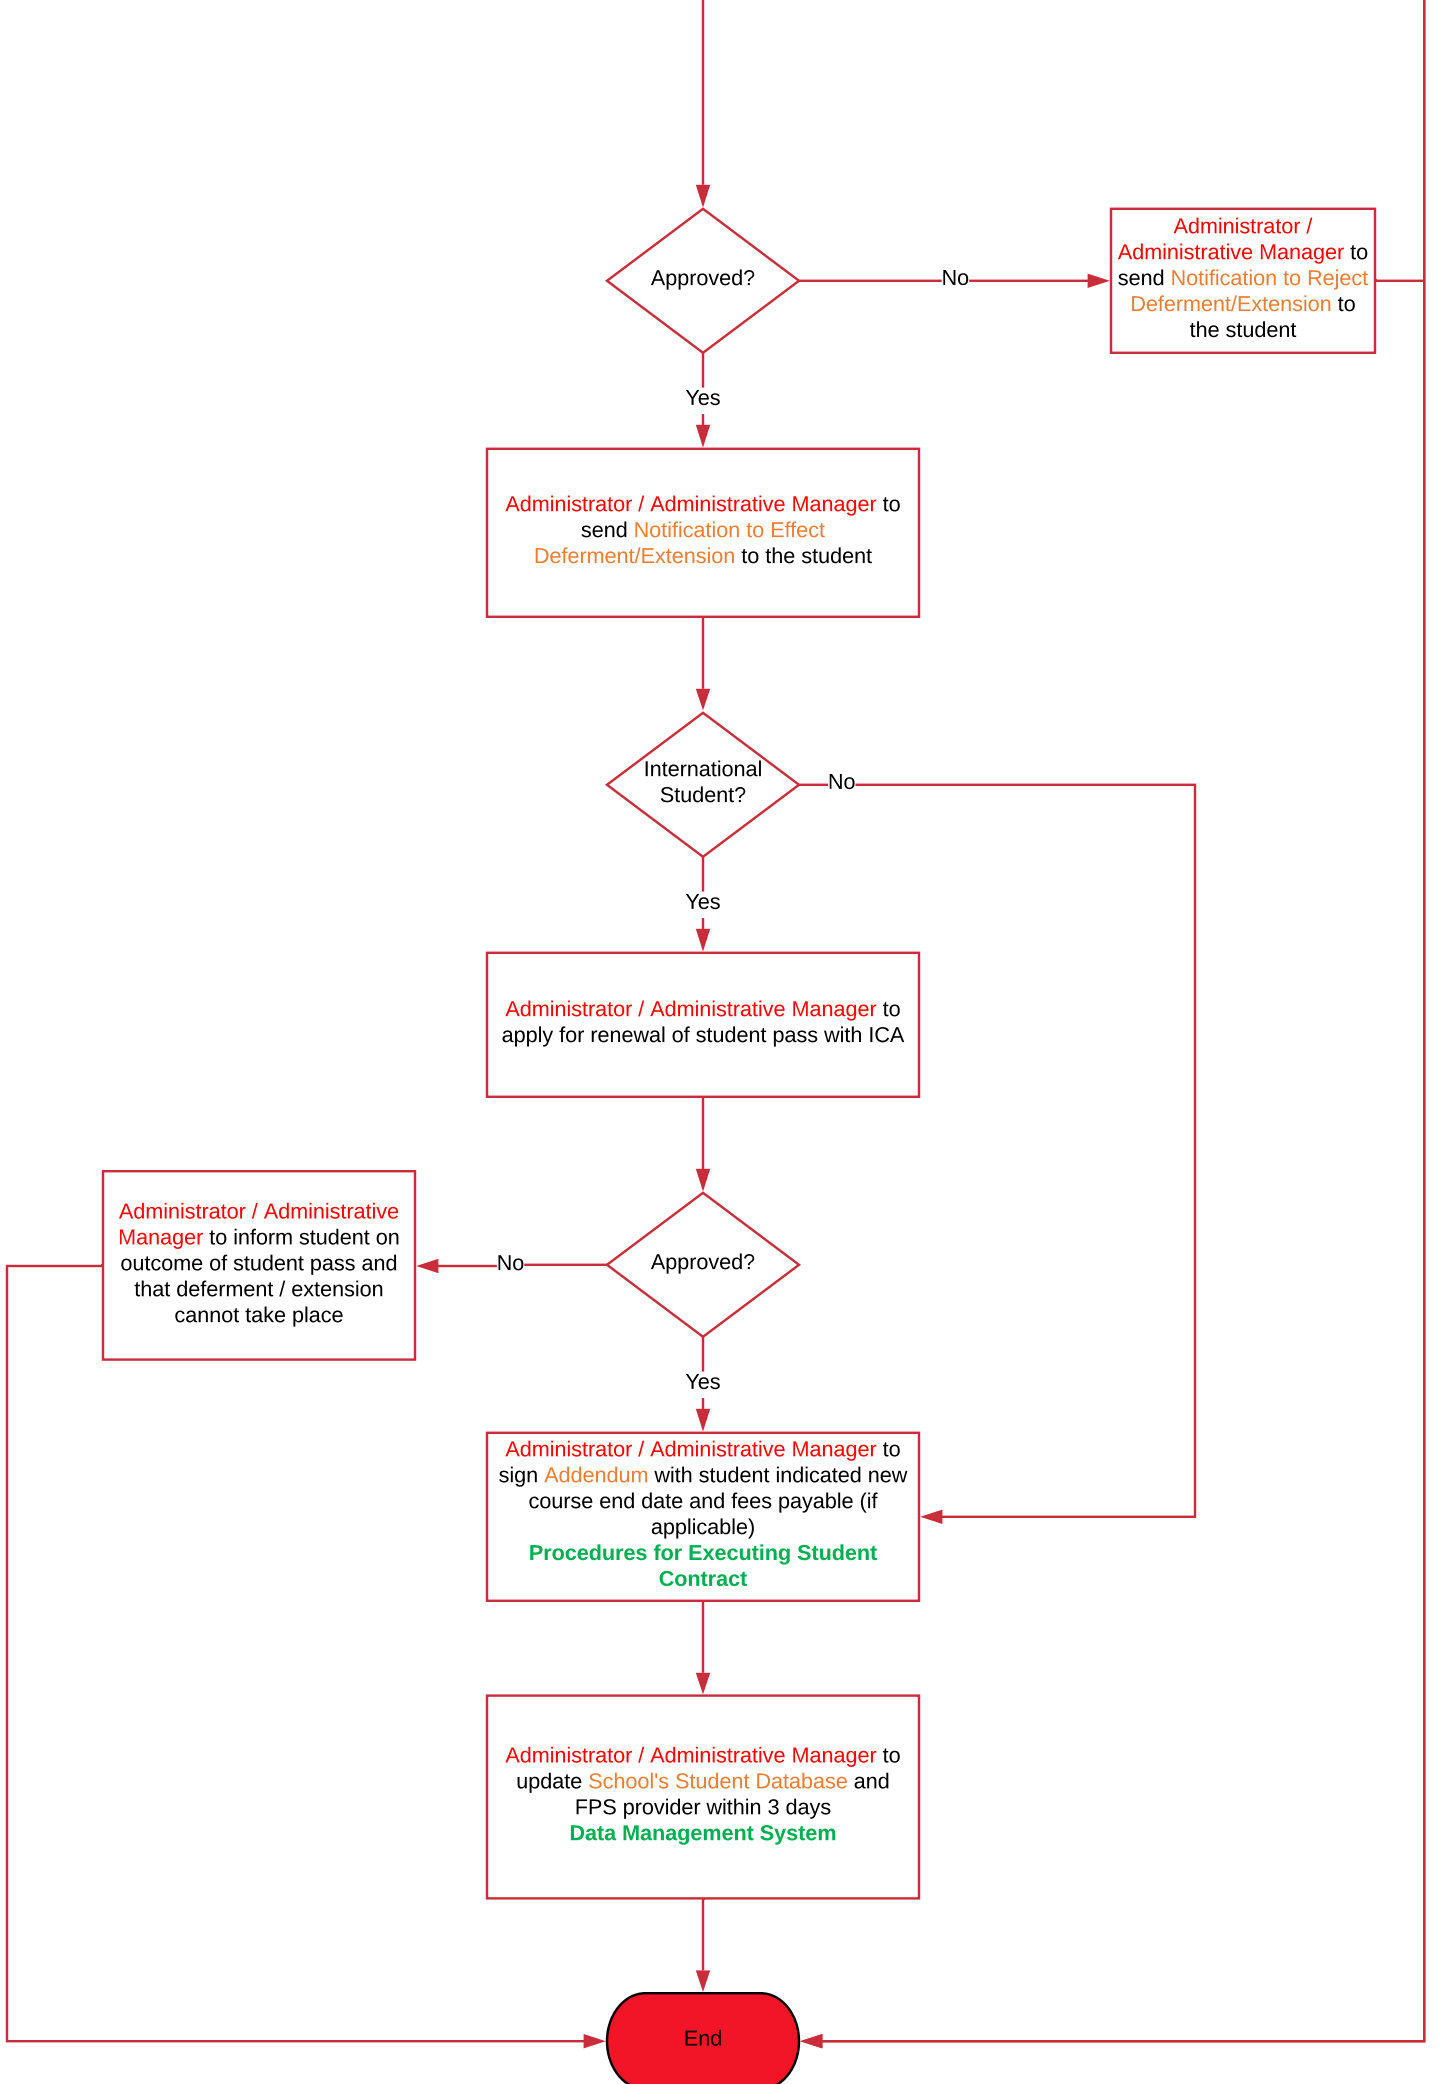 Approved?
No
Administrator /
Administrative Manager to
send Notification to Reject
Deferment/Extension to
the student
Yes
Administrator / Administrative Manager to
send Notification to Effect
Deferment/Extension to the student
International
Student?
No
Yes
Administrator / Administrative Manager to
apply for renewal of student pass with ICA
Administrator / Administrative
Manager to inform student on
outcome of student pass and
that deferment / extension
cannot take place
No
Approved?
Yes
Administrator / Administrative Manager to
sign Addendum with student indicated new
course end date and fees payable (if
applicable)
Procedures for Executing Student
Contract
Administrator / Administrative Manager to
update School's Student Database and
FPS provider within 3 days
Data Management System
End